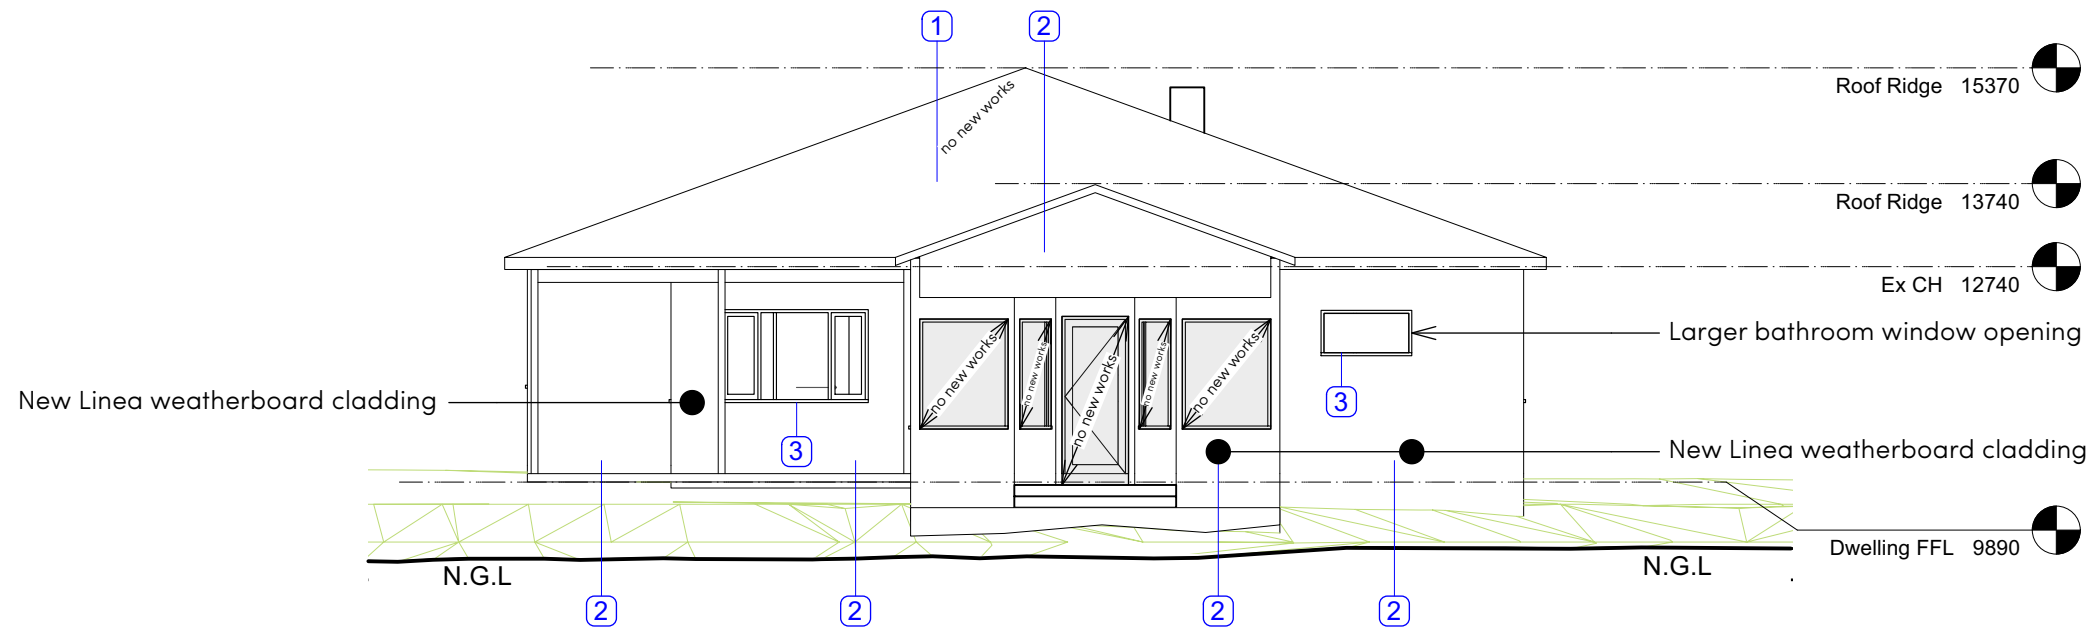 1
2
no new works
Roof Ridge 15370
Roof Ridge 13740
Ex CH 12740
Larger bathroom window opening
no new works
no new works
no new works
no new works
no new works
New Linea weatherboard cladding
3
3
New Linea weatherboard cladding
Dwelling FFL 9890
N.G.L
N.G.L
2
2
2
2